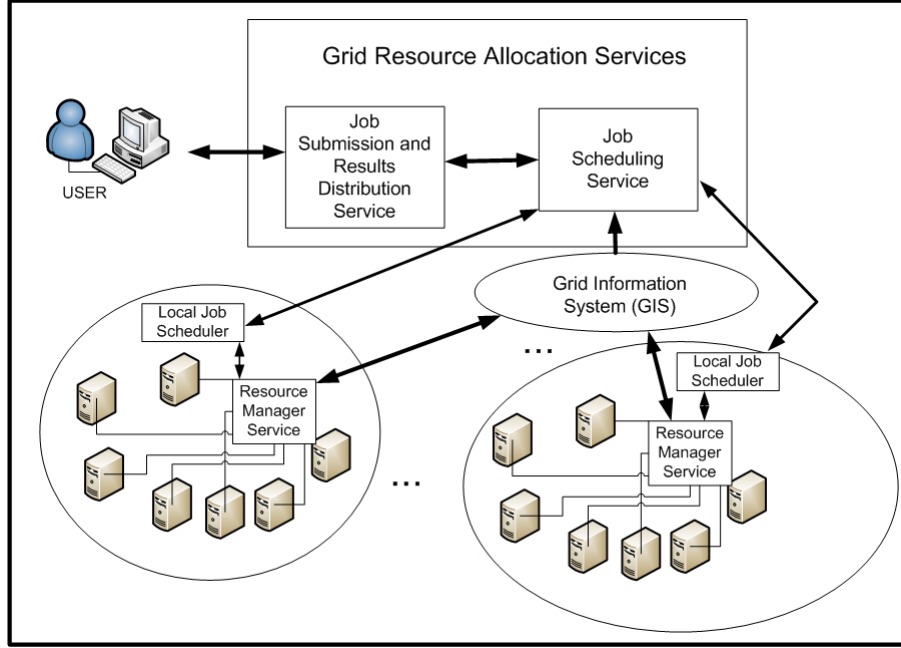 Grid Resource Allocation Services
Job
Submission and
Results
Distribution
Service
Job
Scheduling
Service
USER
Grid Information
System (GIS)
Local Job
Scheduler
...
Local Job
Scheduler
Resource
Manager
Service
Resource
Manager
Service
...